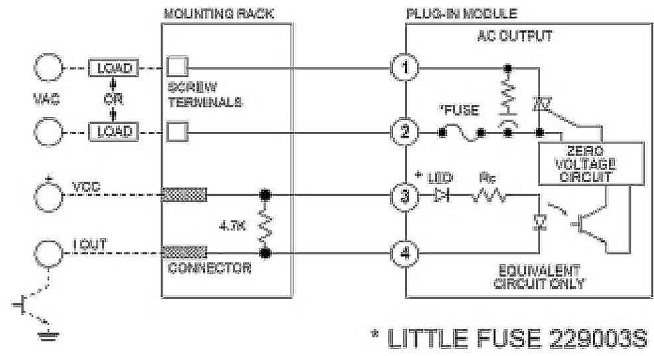 MOUNTING RACK
PLUG-IN MODULE
AC OUTPUT
LOAD
1
SCREW
TERMINALS
VAC
OR
*FUSE
LOAD
2
ZERO
VOLTAGE
CIRCUIT
+
VCC
3
* LED
Rc
4.7K
I OUT
4
CONNECTOR
EQUIVALENT
CIRCUIT ONLY
* LITTLE FUSE 229003S